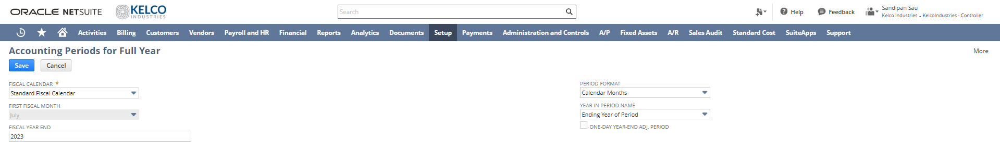 ORACLE NETSUITE
KELCO
INDUSTRIES
Search
Help
Feedback
Sandipan Sau
Kelco Industries - KelcoIndustries - Controller
Activities Billing Customers Vendors Payroll and HR Financial Reports Analytics Documents Setup Payments Administration and Controls A/P Fixed Assets A/R Sales Audit Standard Cost SuiteApps Support
Accounting Periods for Full Year
More
Save
Cancel
FISCAL CALENDAR *
Standard Fiscal Calendar
FIRST FISCAL MONTH
July
FISCAL YEAR END
2023
PERIOD FORMAT
Calendar Months
YEAR IN PERIOD NAME
Ending Year of Period
ONE-DAY YEAR-END ADJ. PERIOD